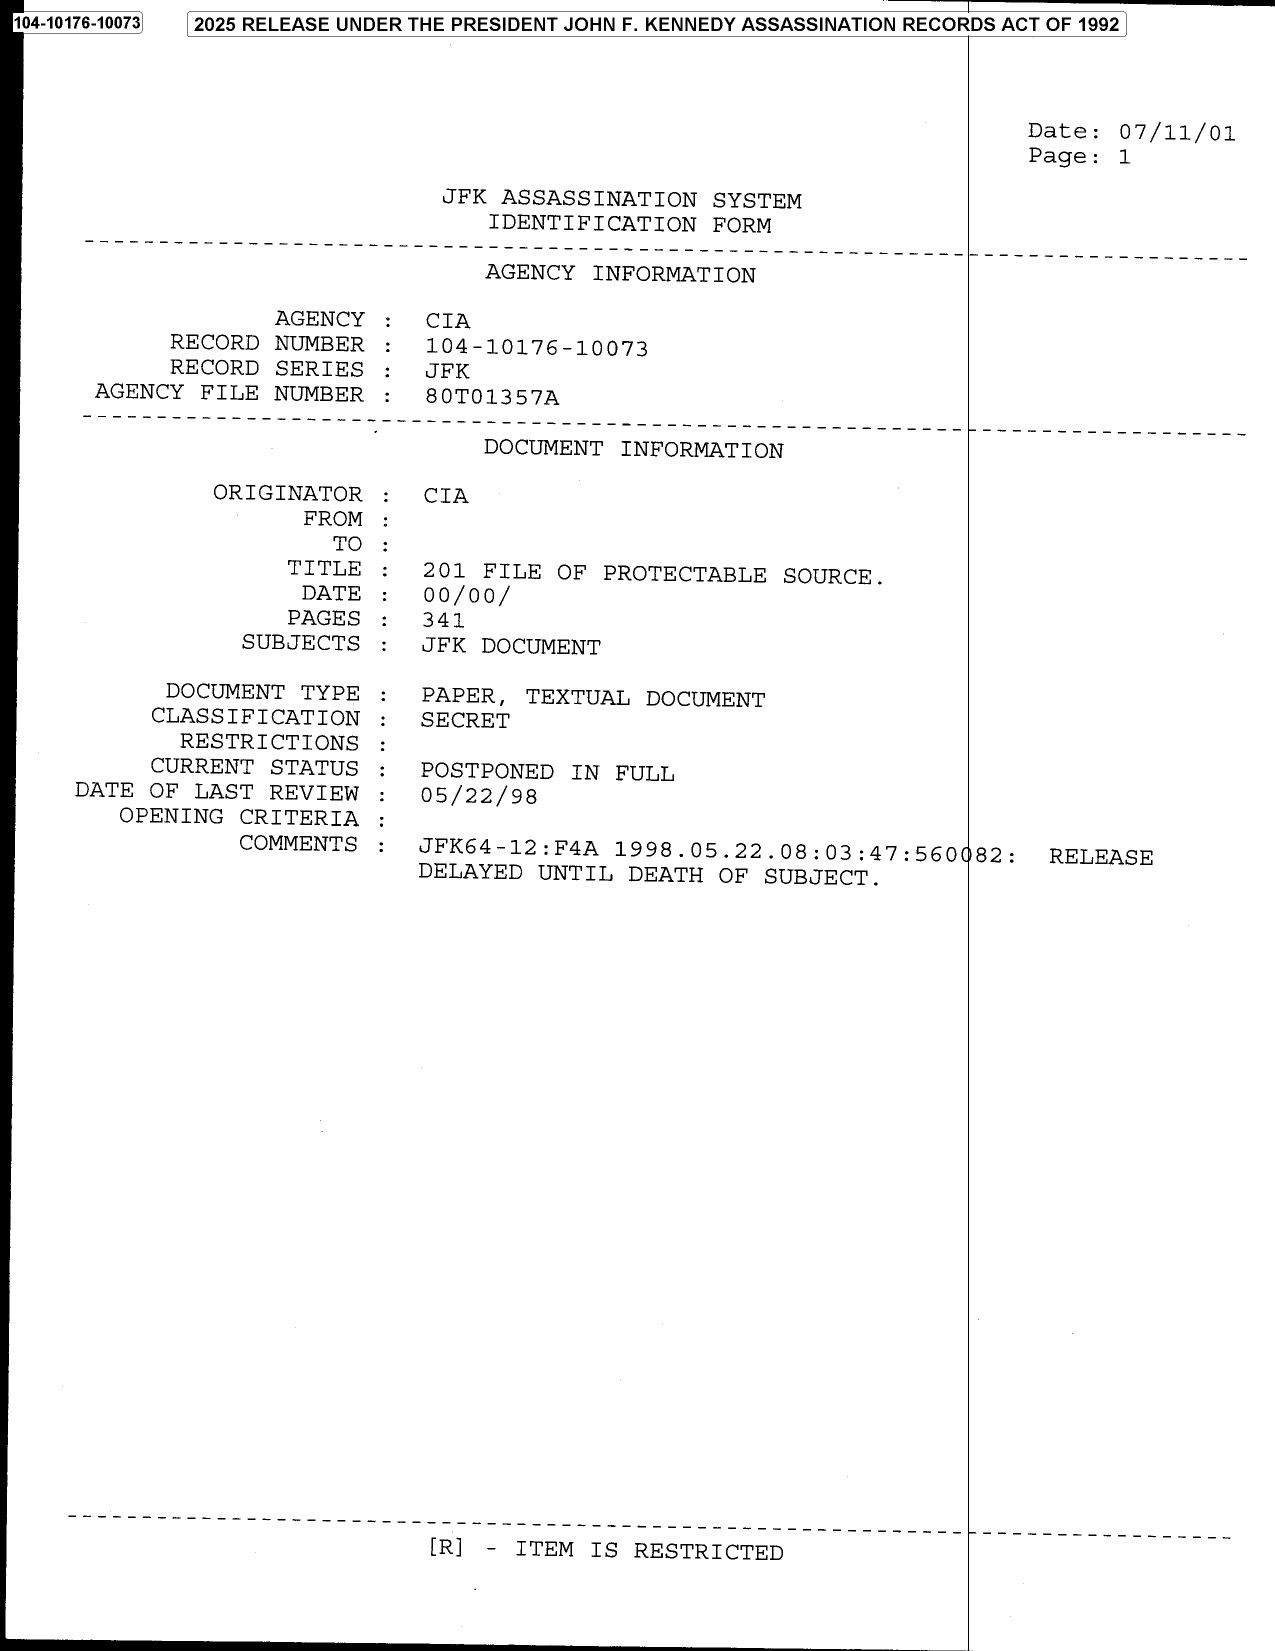 104-10176-10073
2025 RELEASE UNDER THE PRESIDENT JOHN F. KENNEDY ASSASSINATION RECORDS ACT OF 1992
Date: 07/11/01
Page: 1
JFK ASSASSINATION SYSTEM
IDENTIFICATION FORM
AGENCY INFORMATION
AGENCY : CIA
RECORD NUMBER : 104-10176-10073
RECORD SERIES : JFK
AGENCY FILE NUMBER : 80T01357A
DOCUMENT INFORMATION
ORIGINATOR : CIA
FROM :
TO :
TITLE : 201 FILE OF PROTECTABLE SOURCE.
DATE : 00/00/
PAGES : 341
SUBJECTS : JFK DOCUMENT
DOCUMENT TYPE : PAPER, TEXTUAL DOCUMENT
CLASSIFICATION : SECRET
RESTRICTIONS :
CURRENT STATUS : POSTPONED IN FULL
DATE OF LAST REVIEW : 05/22/98
OPENING CRITERIA :
COMMENTS : JFK64-12:F4A 1998.05.22.08:03:47:560082: RELEASE
DELAYED UNTIL DEATH OF SUBJECT.
[R] - ITEM IS RESTRICTED